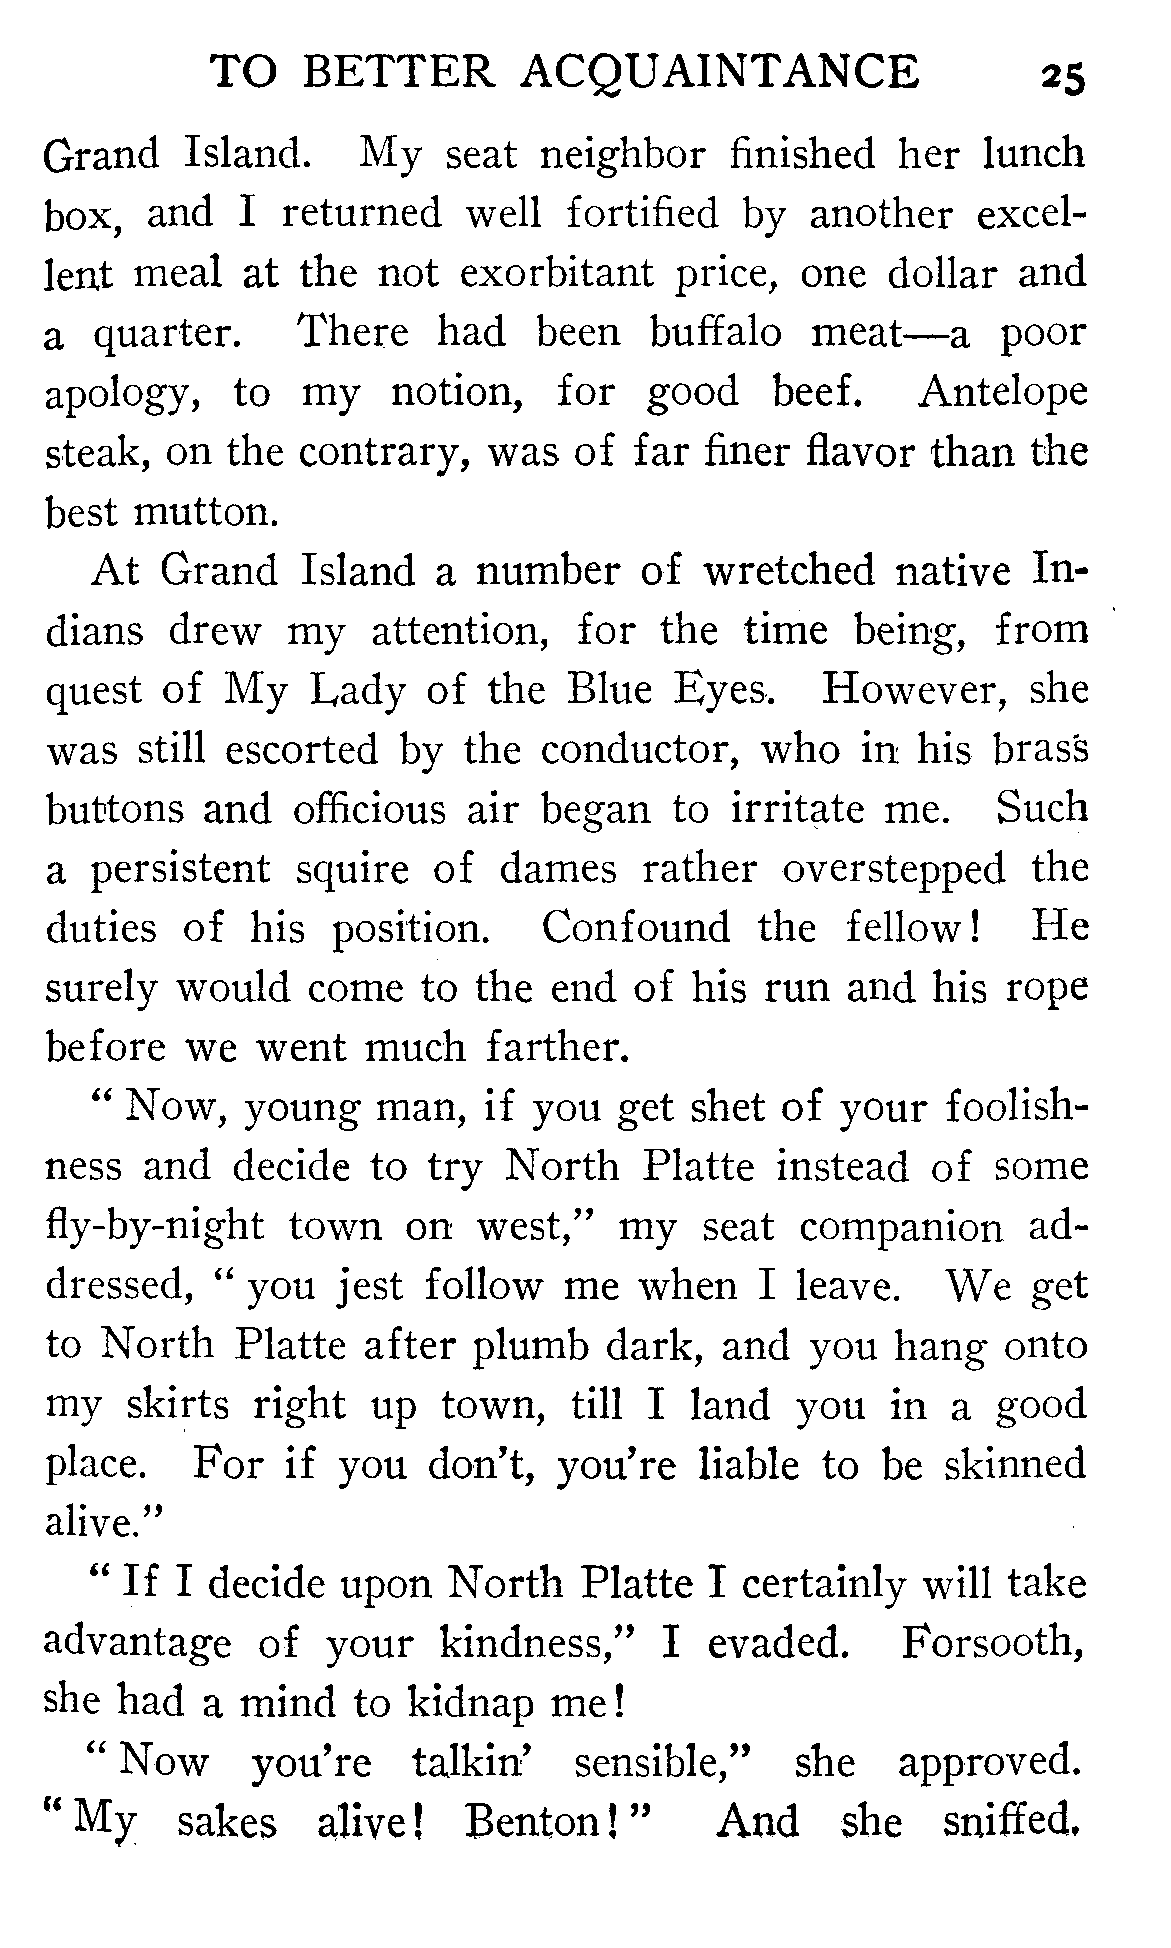 TO BETTER ACQUAINTANCE 25
Grand Island. My seat neighbor finished her lunch
box, and I returned well fortified by another excel-
lent meal at the not exorbitant price, one dollar and
a quarter. There had been buffalo meat—a poor
apology, to my notion, for good beef. Antelope
steak, on the contrary, was of far finer flavor than the
best mutton.
At Grand Island a number of wretched native In-
dians drew my attention, for the time being, from
quest of My Lady of the Blue Eyes. However, she
was still escorted by the conductor, who in his brass
buttons and officious air began to irritate me. Such
a persistent squire of dames rather overstepped the
duties of his position. Confound the fellow! He
surely would come to the end of his run and his rope
before we went much farther.
“Now, young man, if you get shet of your foolish-
ness and decide to try North Platte instead of some
fly-by-night town on west,” my seat companion ad-
dressed, “you jest follow me when I leave. We get
to North Platte after plumb dark, and you hang onto
my skirts right up town, till I land you in a good
place. For if you don’t, you’re liable to be skinned
alive.”
“If I decide upon North Platte I certainly will take
advantage of your kindness,” I evaded. Forsooth,
she had a mind to kidnap me!
“Now you’re talkin’ sensible,” she approved.
“My sakes alive! Benton!” And she sniffed.